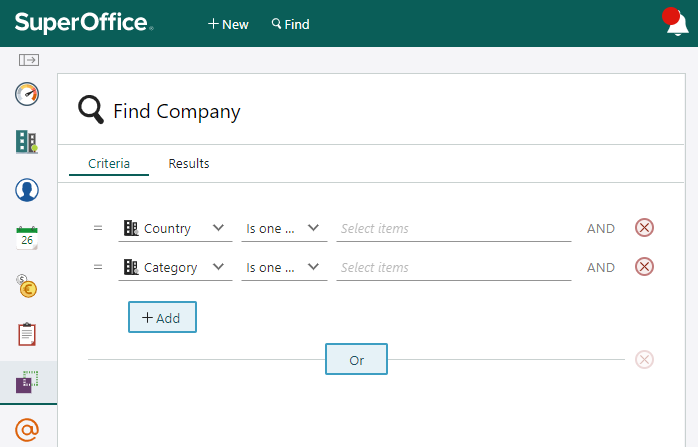 SuperOffice. + New Find
Find Company
Criteria Results
= Country Is one ... Select items AND
= Category Is one ... Select items AND
26
+ Add
Or